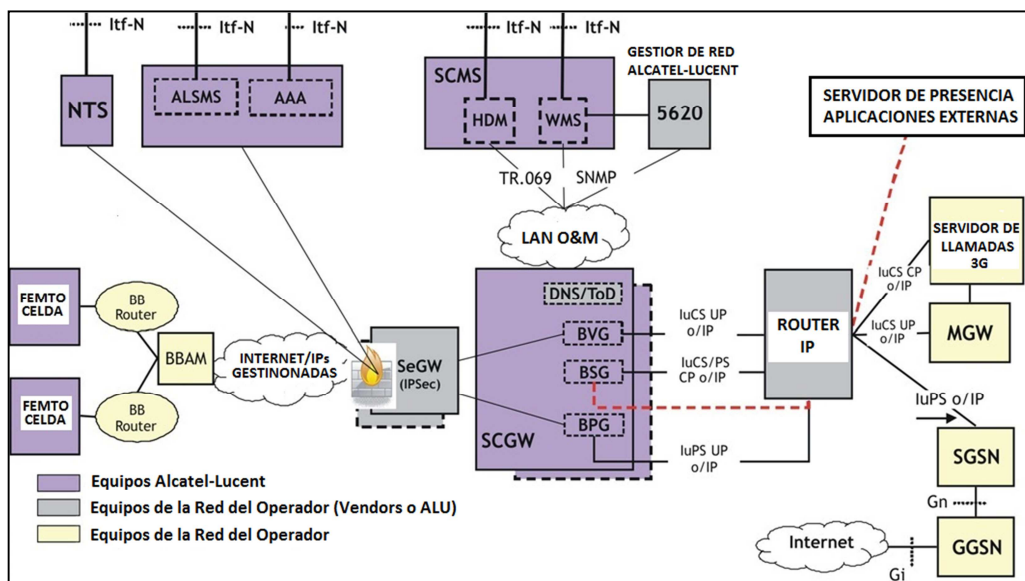 Itf-N
Itf-N
Itf-N
Itf-N
Itf-N
NTS
ALSMS
AAA
SCMS
HDM
WMS
GESTIOR DE RED
ALCATEL-LUCENT
5620
SERVIDOR DE PRESENCIA
APLICACIONES EXTERNAS
TR.069
SNMP
LAN O&M
FEMTO
CELDA
BB
Router
BBAM
INTERNET/IPs
GESTINONADAS
FEMTO
CELDA
BB
Router
SeGW
(IPSec)
DNS/ToD
BVG
BSG
BPG
SCGW
IuCS UP
o/IP
IuCS/PS
CP o/IP
IuPS UP
o/IP
ROUTER
IP
IuCS CP
o/IP
IuCS UP
o/IP
SERVIDOR DE
LLAMADAS
3G
MGW
IuPS o/IP
SGSN
Gn
GGSN
Gi
Internet
Equipos Alcatel-Lucent
Equipos de la Red del Operador (Vendors o ALU)
Equipos de la Red del Operador